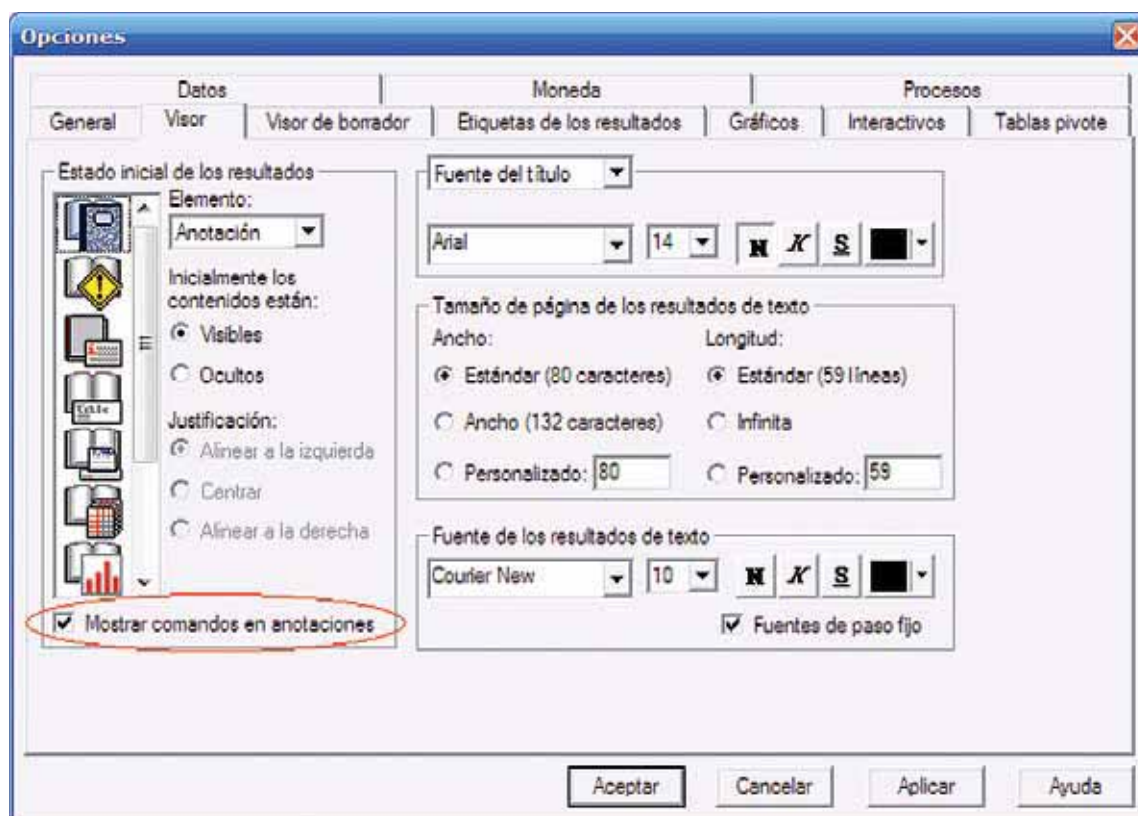 Opciones
Datos Moneda Procesos
General Visor Visor de borrador Etiquetas de los resultados Gráficos Interactivos Tablas pivote
Estado inicial de los resultados
Elemento:
Anotación
Inicialmente los
contenidos están:
Visibles
Ocultos
Justificación:
Alinear a la izquierda
Centrar
Alinear a la derecha
Mostrar comandos en anotaciones
Fuente del título
Arial 14 N K S
Tamaño de página de los resultados de texto
Ancho: Longitud:
Estándar (80 caracteres) Estándar (59 líneas)
Ancho (132 caracteres) Infinita
Personalizado: 80 Personalizado: 59
Fuente de los resultados de texto
Courier New 10 N K S
Fuentes de paso fijo
Aceptar Cancelar Aplicar Ayuda